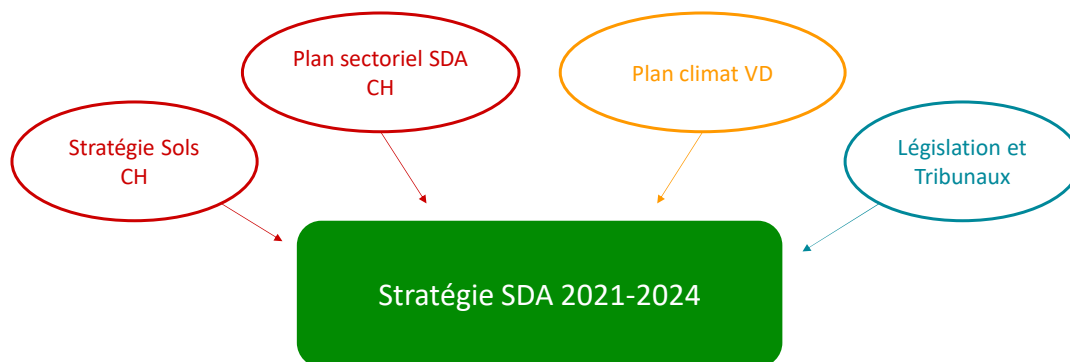 Plan sectoriel SDA
CH
Plan climat VD
Stratégie Sols
CH
Législation et
Tribunaux
Stratégie SDA 2021-2024